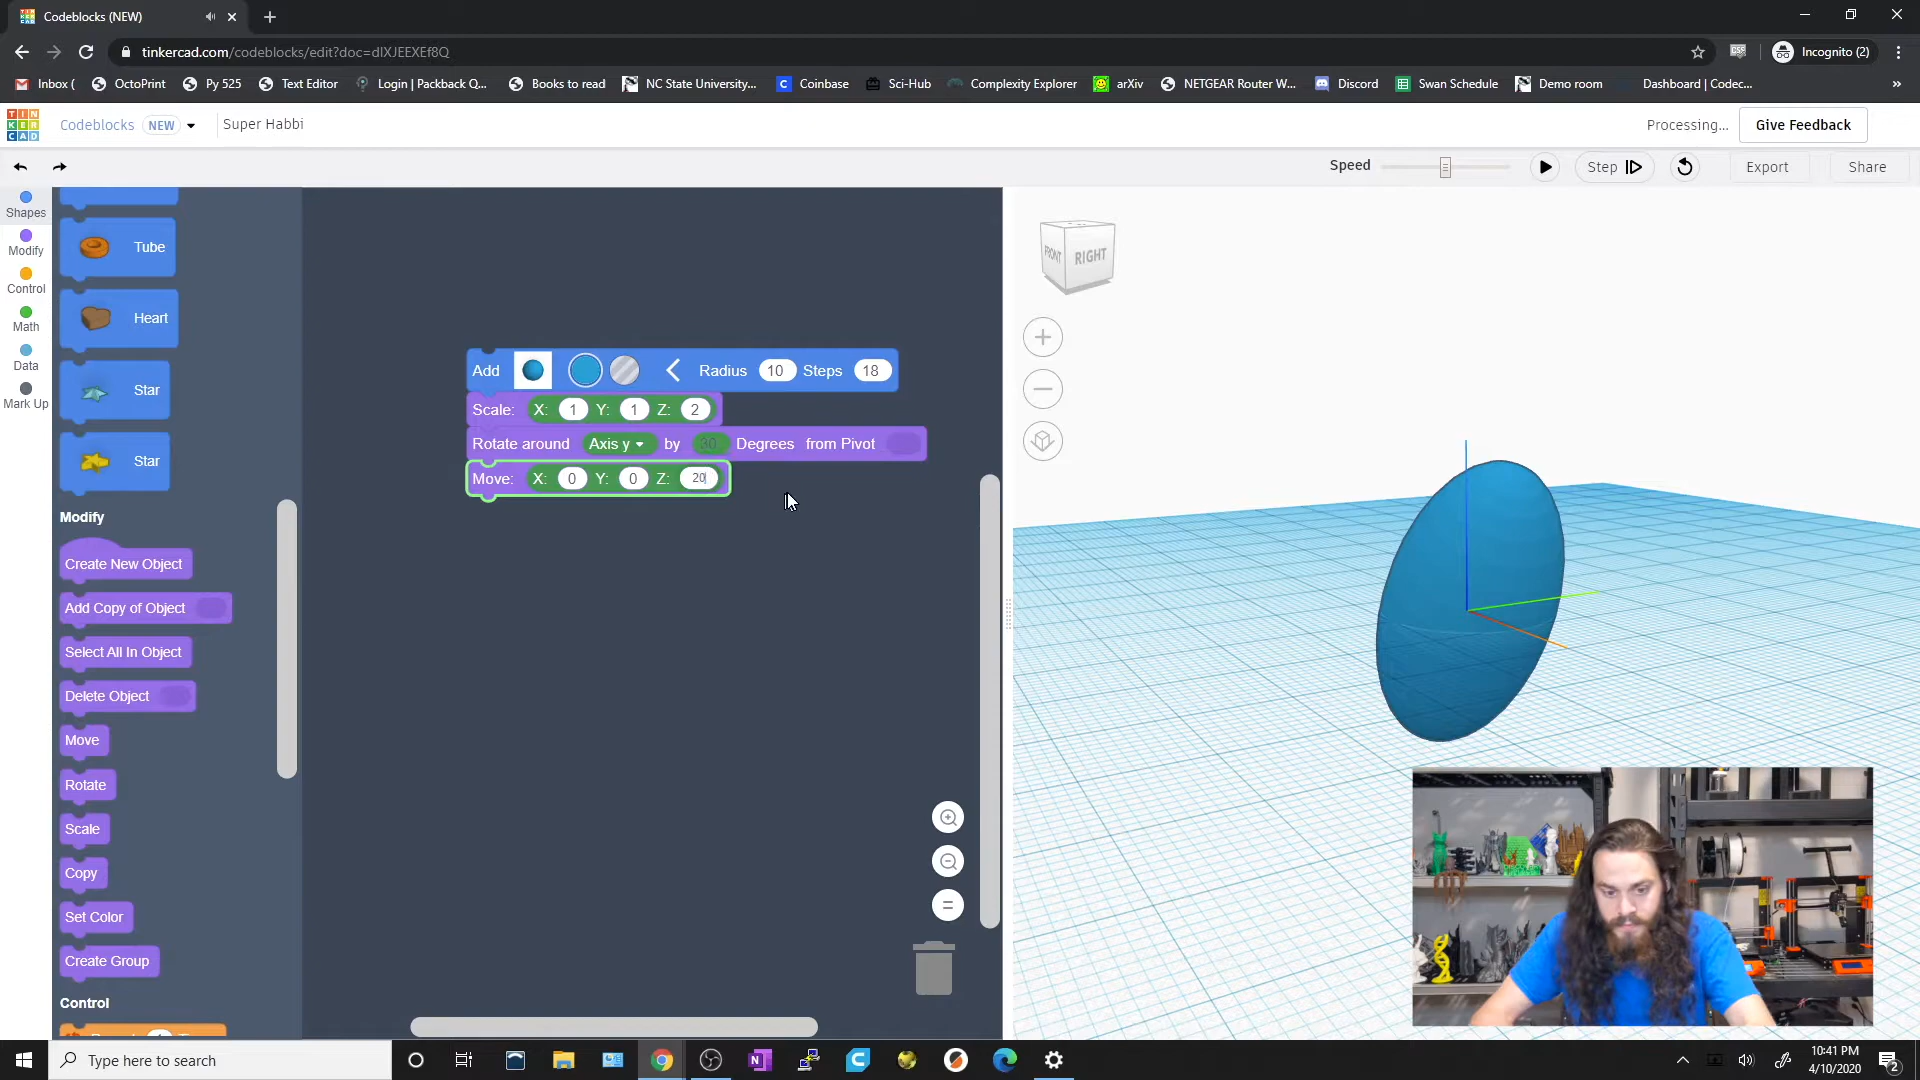 Codeblocks (NEW)
tinkercad.com/codeblocks/edit?doc=dIXJEEXEf8Q
Incognito (2)
Inbox (
OctoPrint
Py 525
Text Editor
Login | Packback Q...
Books to read
NC State University...
Coinbase
Sci-Hub
Complexity Explorer
arXiv
NETGEAR Router W...
Discord
Swan Schedule
Demo room
Dashboard | Codec...
»
TIN
KER
CAD
Codeblocks NEW
Super Habbi
Processing...
Give Feedback
Speed
Step
Export
Share
Shapes
Modify
Control
Math
Data
Mark Up
Tube
Heart
Star
Star
Modify
Create New Object
Add Copy of Object
Select All In Object
Delete Object
Move
Rotate
Scale
Copy
Set Color
Create Group
Control
Add Radius 10 Steps 18
Scale: X: 1 Y: 1 Z: 2
Rotate around Axis y by 30 Degrees from Pivot
Move: X: 0 Y: 0 Z: 20
FRONT
RIGHT
Type here to search
10:41 PM
4/10/2020
2